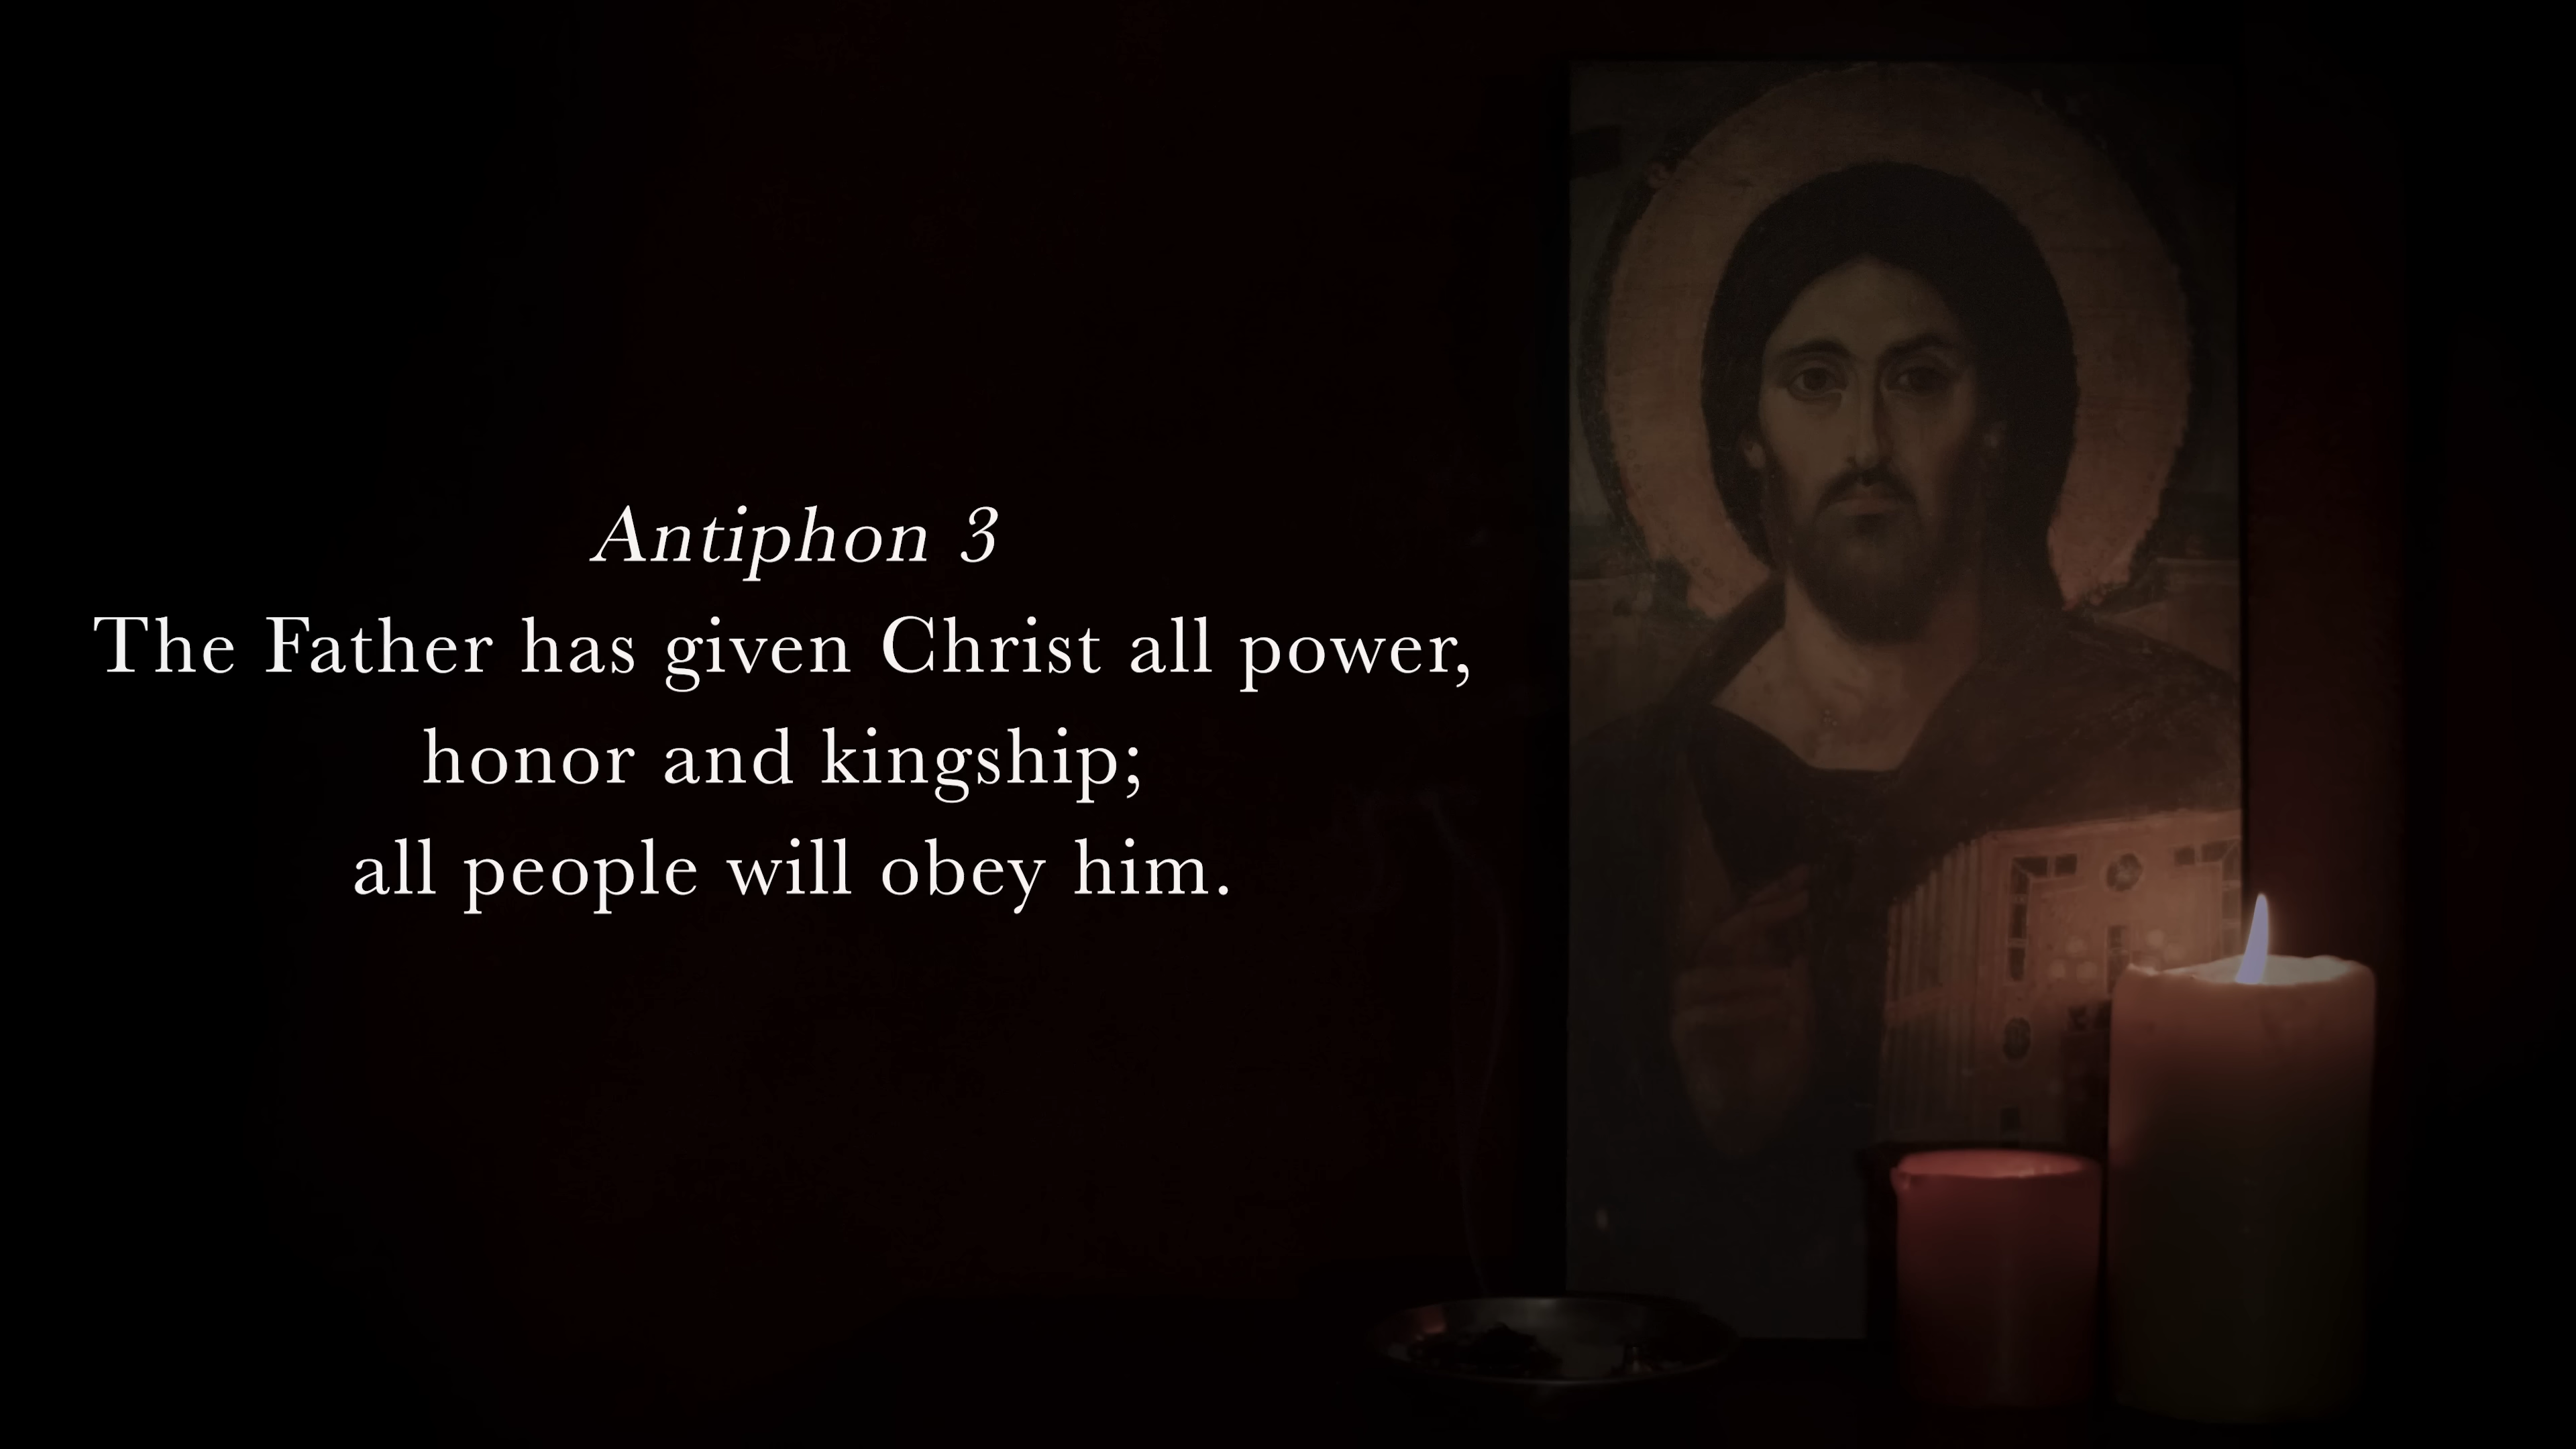 Antiphon 3
The Father has given Christ all power,
honor and kingship;
all people will obey him.